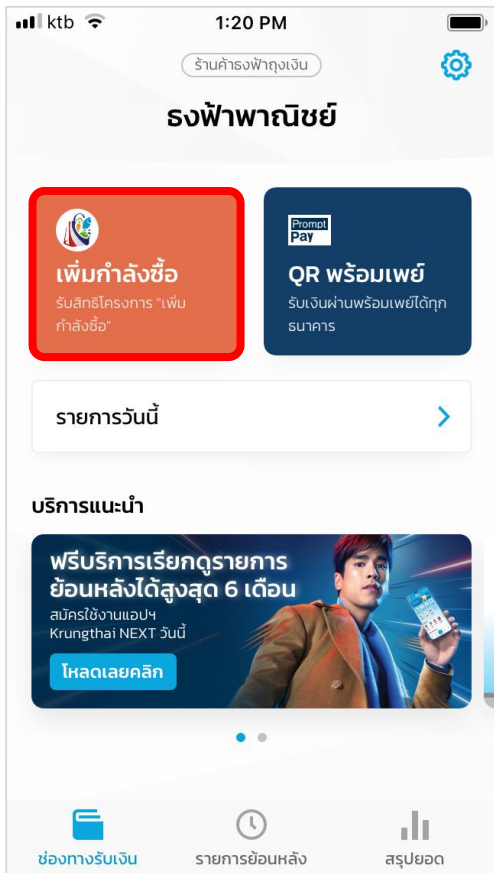 ktb
1:20 PM
ร้านค้าธงฟ้าถุงเงิน
ธงฟ้าพาณิชย์
เพิ่มกำลังซื้อ
รับสิทธิโครงการ "เพิ่ม
กำลังซื้อ"
Prompt
Pay
QR พร้อมเพย์
รับเงินผ่านพร้อมเพย์ได้ทุก
ธนาคาร
รายการวันนี้
บริการแนะนำ
ฟรีบริการเรียกดูรายการ
ย้อนหลังได้สูงสุด 6 เดือน
สมัครใช้งานแอปฯ
Krungthai NEXT วันนี้
โหลดเลยคลิก
ช่องทางรับเงิน
รายการย้อนหลัง
สรุปยอด